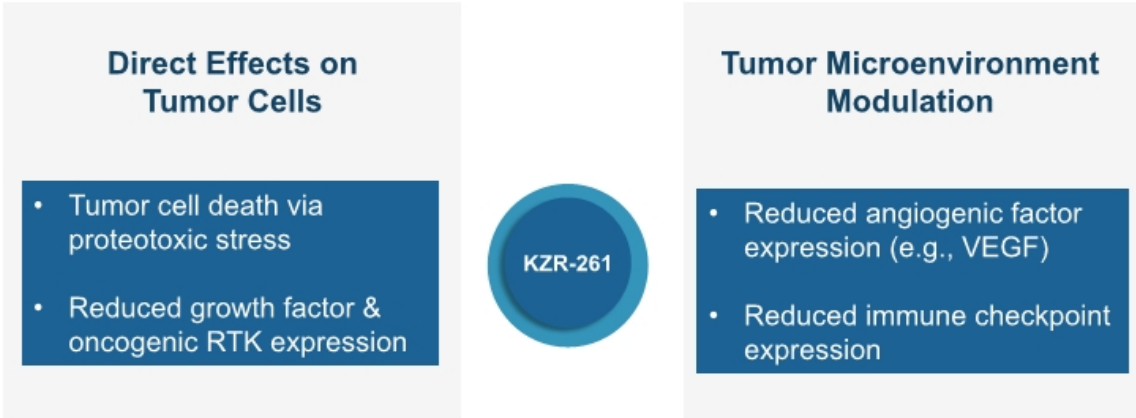 Direct Effects on
Tumor Cells
• Tumor cell death via
proteotoxic stress
• Reduced growth factor &
oncogenic RTK expression
KZR-261
Tumor Microenvironment
Modulation
• Reduced angiogenic factor
expression (e.g., VEGF)
• Reduced immune checkpoint
expression